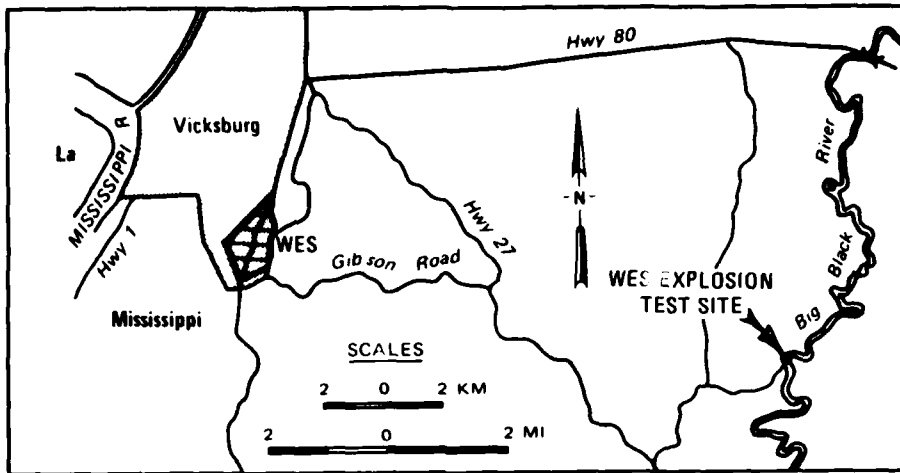 Hwy 80
Vicksburg
La
MISSISSIPPI R
Hwy 1
WES
Gibson Road
Hwy 27
-N-
WES EXPLOSION
TEST SITE
Big Black River
Mississippi
SCALES
2 0 2 KM
2 0 2 MI